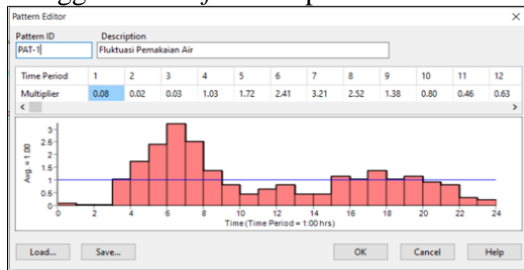 Pattern Editor
Pattern ID Description
PAT-1 Fluktuasi Pemakaian Air
Time Period 1 2 3 4 5 6 7 8 9 10 11 12
Multiplier 0.08 0.02 0.03 1.03 1.72 2.41 3.21 2.52 1.38 0.80 0.46 0.63
Avg. = 1.00
3
2.5
2
1.5
1
0.5
0
0 2 4 6 8 10 12 14 16 18 20 22 24
Time (Time Period = 1:00 hrs)
Load... Save... OK Cancel Help